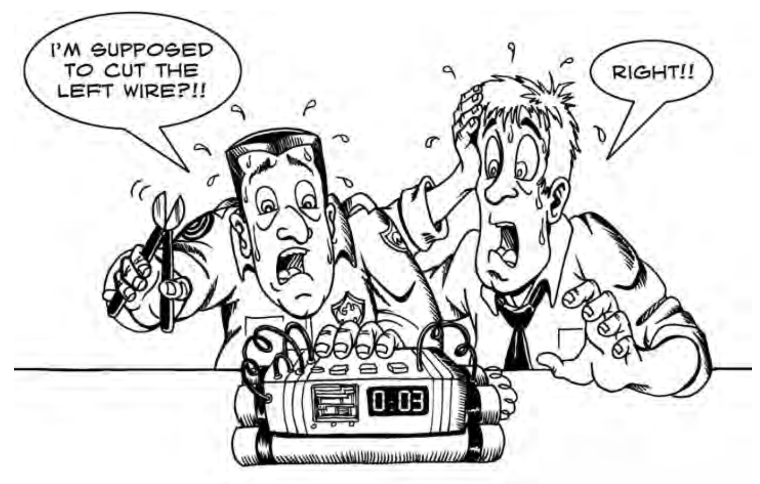 I'M SUPPOSED
TO CUT THE
LEFT WIRE?!!
RIGHT!!
0:03